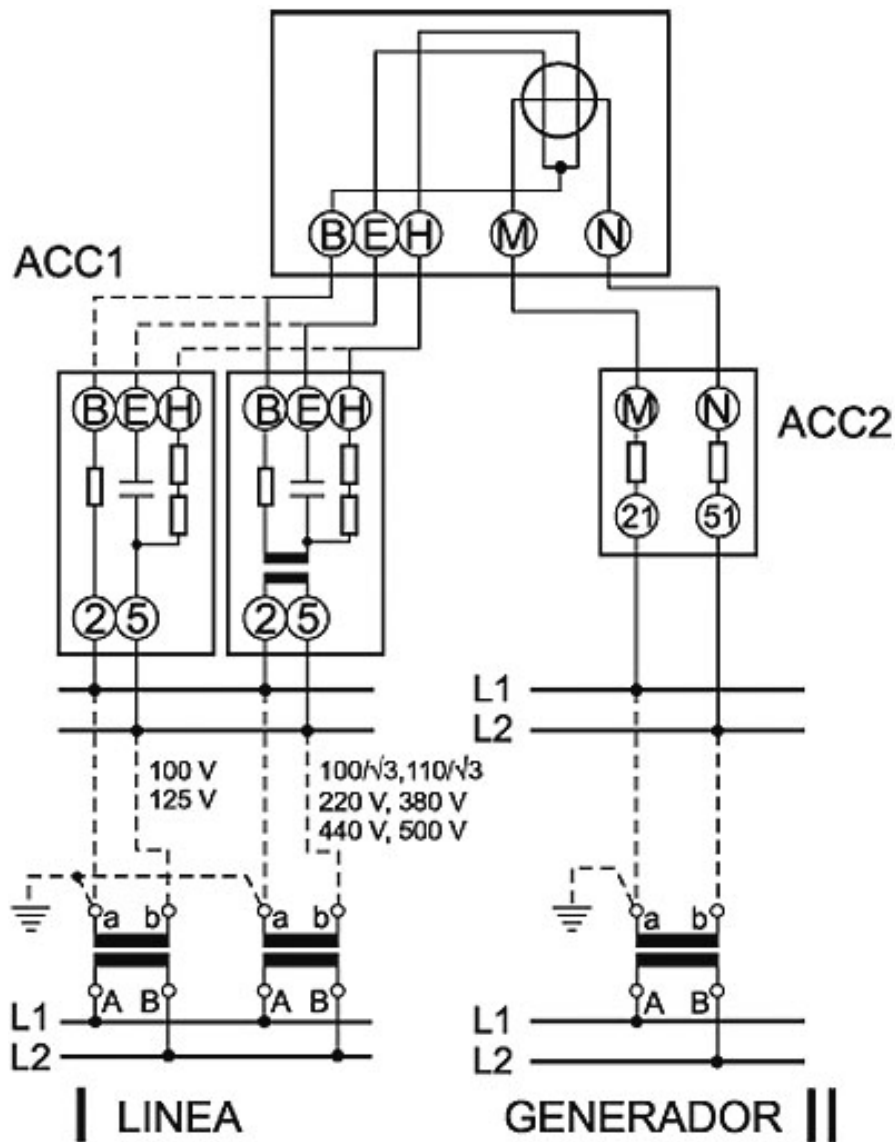 B E H M N
ACC1
B E H B E H M N
ACC2
21 51
2 5 2 5
L1
L2
100 V 100/√3,110/√3
125 V 220 V, 380 V
440 V, 500 V
a b a b a b
A B A B A B
L1 L1
L2 L2
I LINEA GENERADOR II